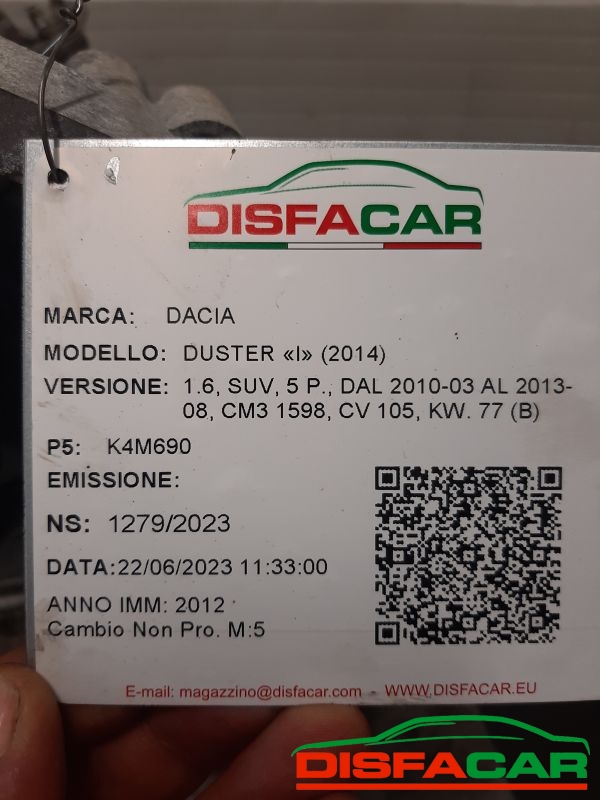 DISFACAR
MARCA: DACIA
MODELLO: DUSTER «I» (2014)
VERSIONE: 1.6, SUV, 5 P., DAL 2010-03 AL 2013-
08, CM3 1598, CV 105, KW. 77 (B)
P5: K4M690
EMISSIONE:
NS: 1279/2023
DATA:22/06/2023 11:33:00
ANNO IMM: 2012
Cambio Non Pro. M:5
E-mail: magazzino@disfacar.com - WWW.DISFACAR.EU
DISFACAR